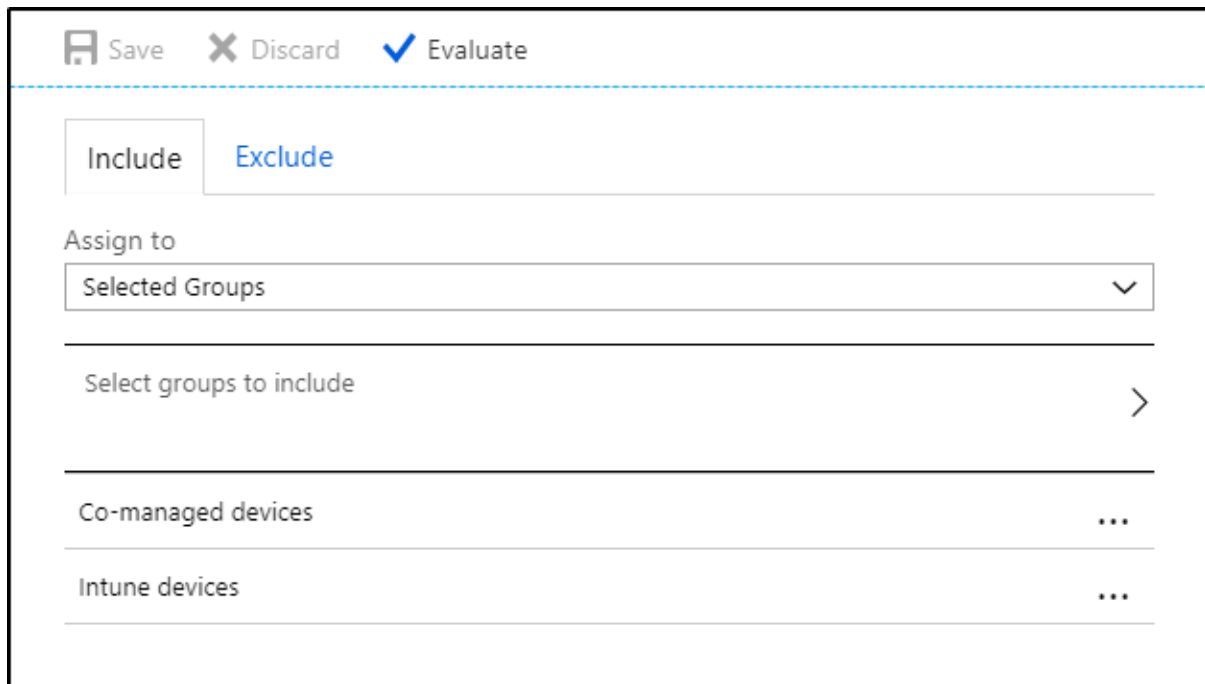 Save Discard Evaluate
Include Exclude
Assign to
Selected Groups
Select groups to include
Co-managed devices ...
Intune devices ...